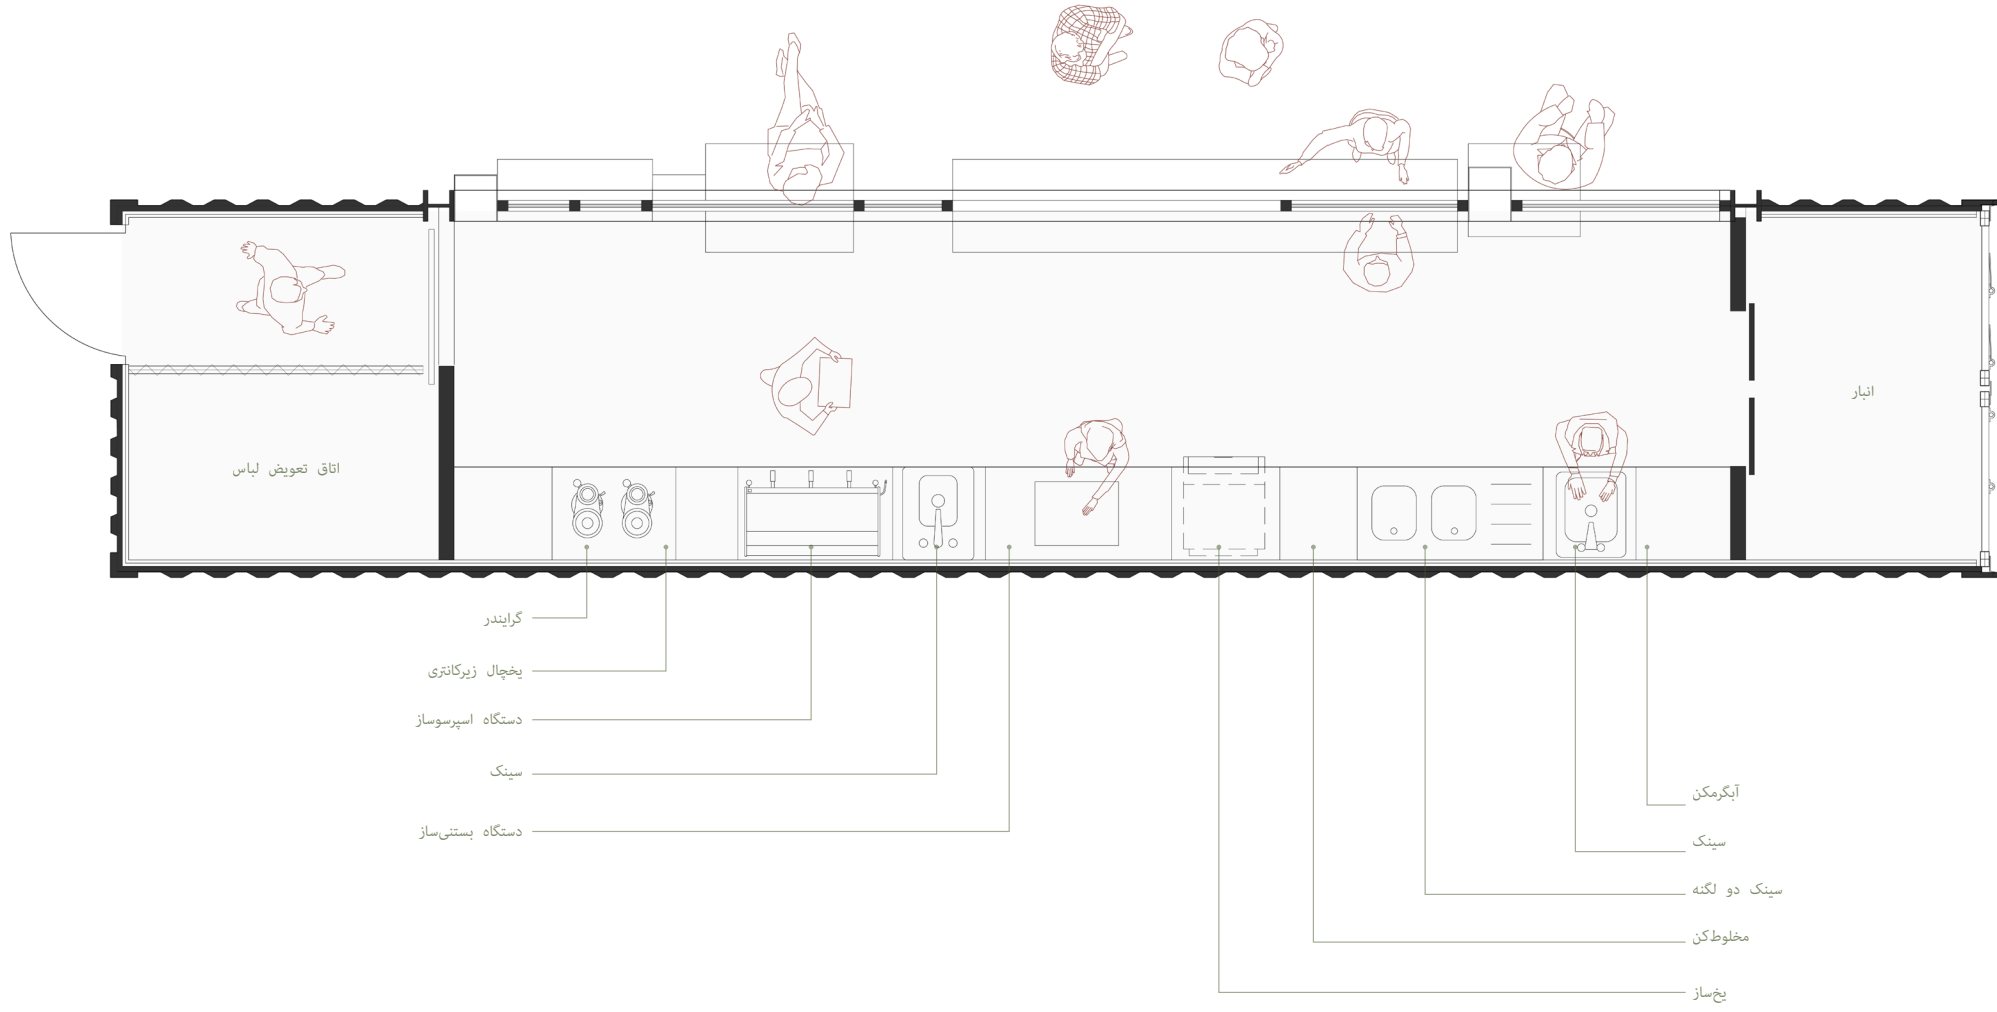 انبار
اتاق تعویض لباس
گرایندر
یخچال زیرکانتری
دستگاه اسپرسوساز
سینک
دستگاه بستنی‌ساز
آبگرمکن
سینک
سینک دو لگنه
مخلوط‌کن
یخ‌ساز